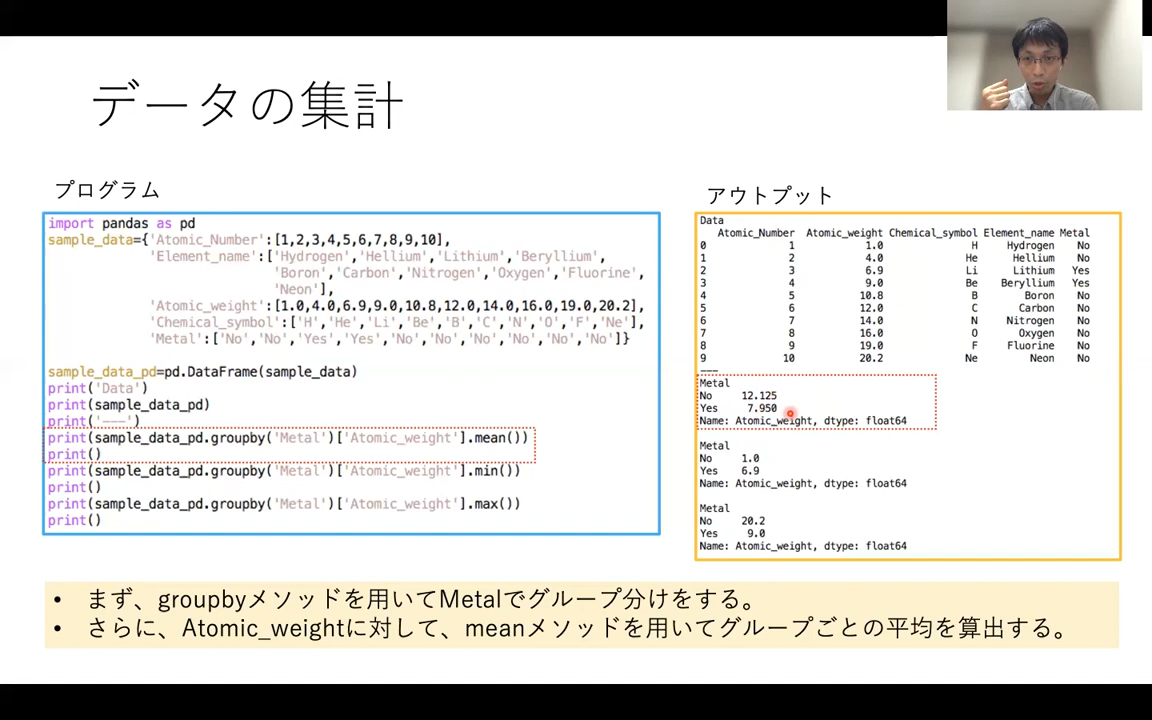 データの集計
プログラム
import pandas as pd
sample_data={'Atomic_Number':[1,2,3,4,5,6,7,8,9,10],
'Element_name':['Hydrogen','Hellium','Lithium','Beryllium',
'Boron','Carbon','Nitrogen','Oxygen','Fluorine',
'Neon'],
'Atomic_weight':[1.0,4.0,6.9,9.0,10.8,12.0,14.0,16.0,19.0,20.2],
'Chemical_symbol':['H','He','Li','Be','B','C','N','O','F','Ne'],
'Metal':['No','No','Yes','Yes','No','No','No','No','No','No']}
sample_data_pd=pd.DataFrame(sample_data)
print('Data')
print(sample_data_pd)
print('———')
print(sample_data_pd.groupby('Metal')['Atomic_weight'].mean())
print()
print(sample_data_pd.groupby('Metal')['Atomic_weight'].min())
print()
print(sample_data_pd.groupby('Metal')['Atomic_weight'].max())
print()
アウトプット
Data
Atomic_Number Atomic_weight Chemical_symbol Element_name Metal
0 1 1.0 H Hydrogen No
1 2 4.0 He Hellium No
2 3 6.9 Li Lithium Yes
3 4 9.0 Be Beryllium Yes
4 5 10.8 B Boron No
5 6 12.0 C Carbon No
6 7 14.0 N Nitrogen No
7 8 16.0 O Oxygen No
8 9 19.0 F Fluorine No
9 10 20.2 Ne Neon No
———
Metal
No 12.125
Yes 7.950
Name: Atomic_weight, dtype: float64
Metal
No 1.0
Yes 6.9
Name: Atomic_weight, dtype: float64
Metal
No 20.2
Yes 9.0
Name: Atomic_weight, dtype: float64
• まず、groupbyメソッドを用いてMetalでグループ分けをする。
• さらに、Atomic_weightに対して、meanメソッドを用いてグループごとの平均を算出する。